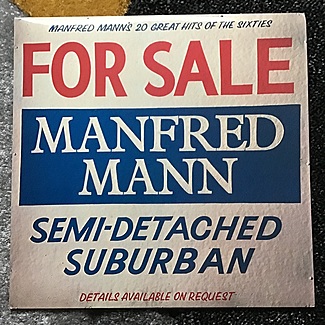 MANFRED MANN'S 20 GREAT HITS OF THE SIXTIES
FOR SALE
MANFRED
MANN
SEMI-DETACHED
SUBURBAN
DETAILS AVAILABLE ON REQUEST